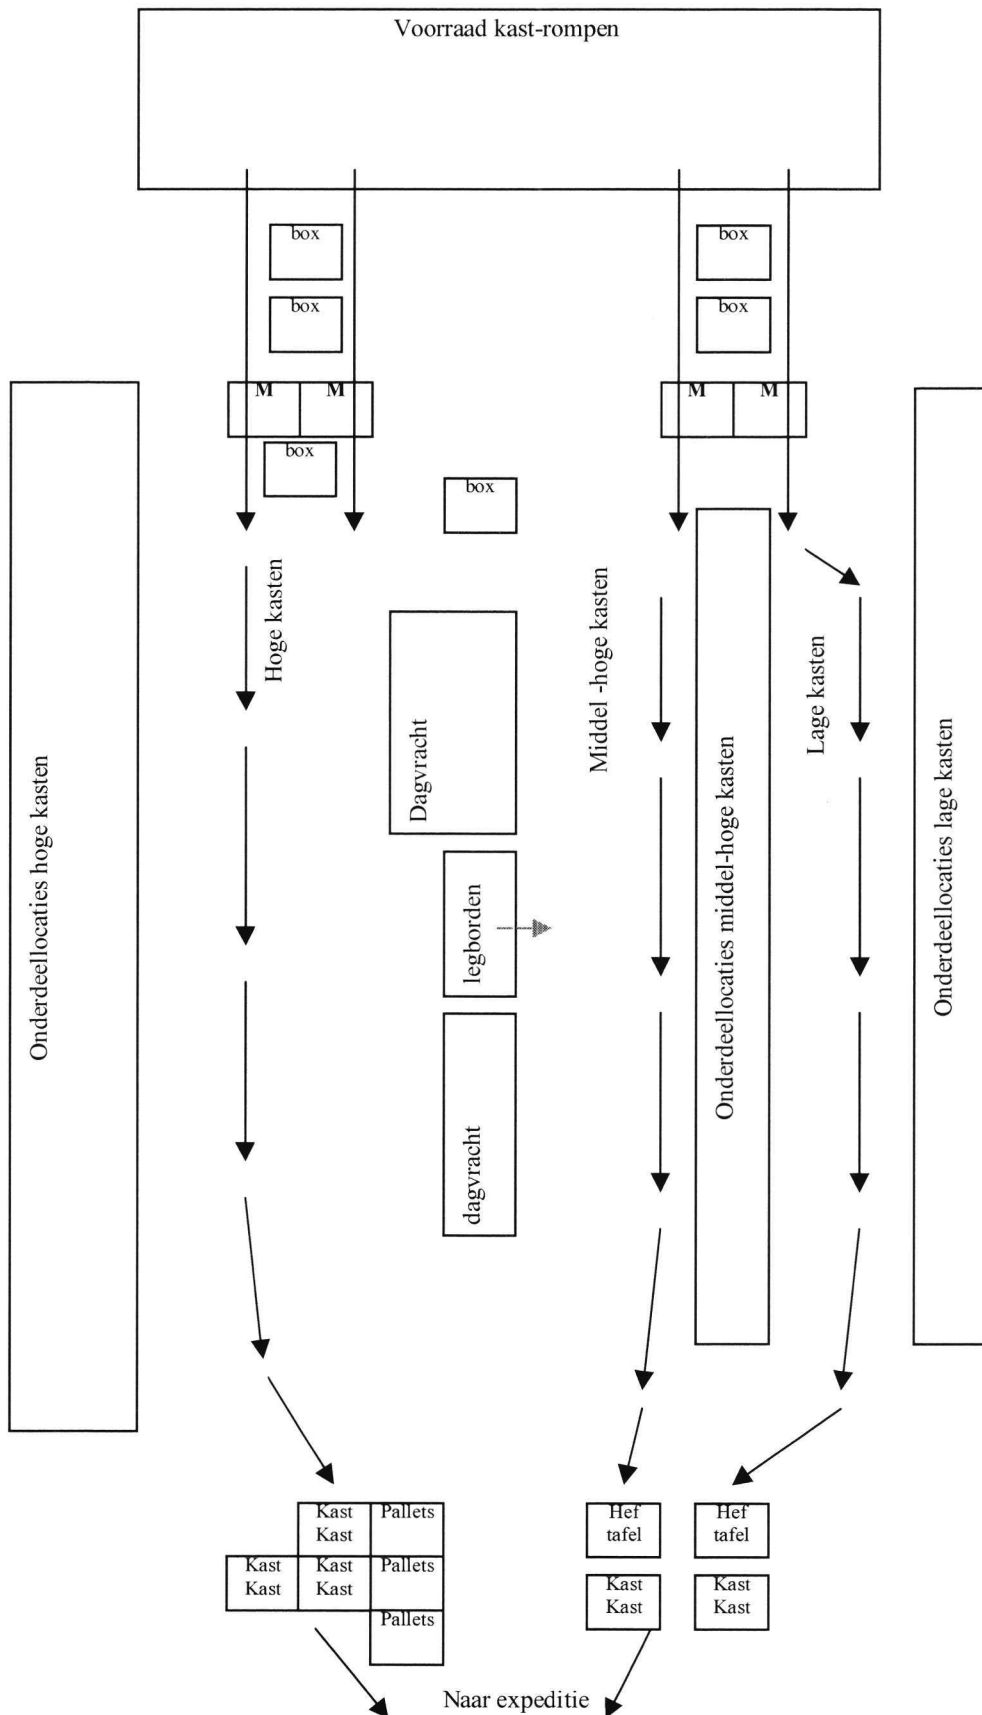 Voorraad kast-rompen
box
box
box
box
M
M
M
M
box
box
Hoge kasten
Middel -hoge kasten
Lage kasten
Onderdeellocaties hoge kasten
Dagvracht
legborden
dagvracht
Onderdeellocaties middel-hoge kasten
Onderdeellocaties lage kasten
Kast
Kast
Pallets
Hef
tafel
Hef
tafel
Kast
Kast
Kast
Kast
Pallets
Kast
Kast
Kast
Kast
Pallets
Naar expeditie